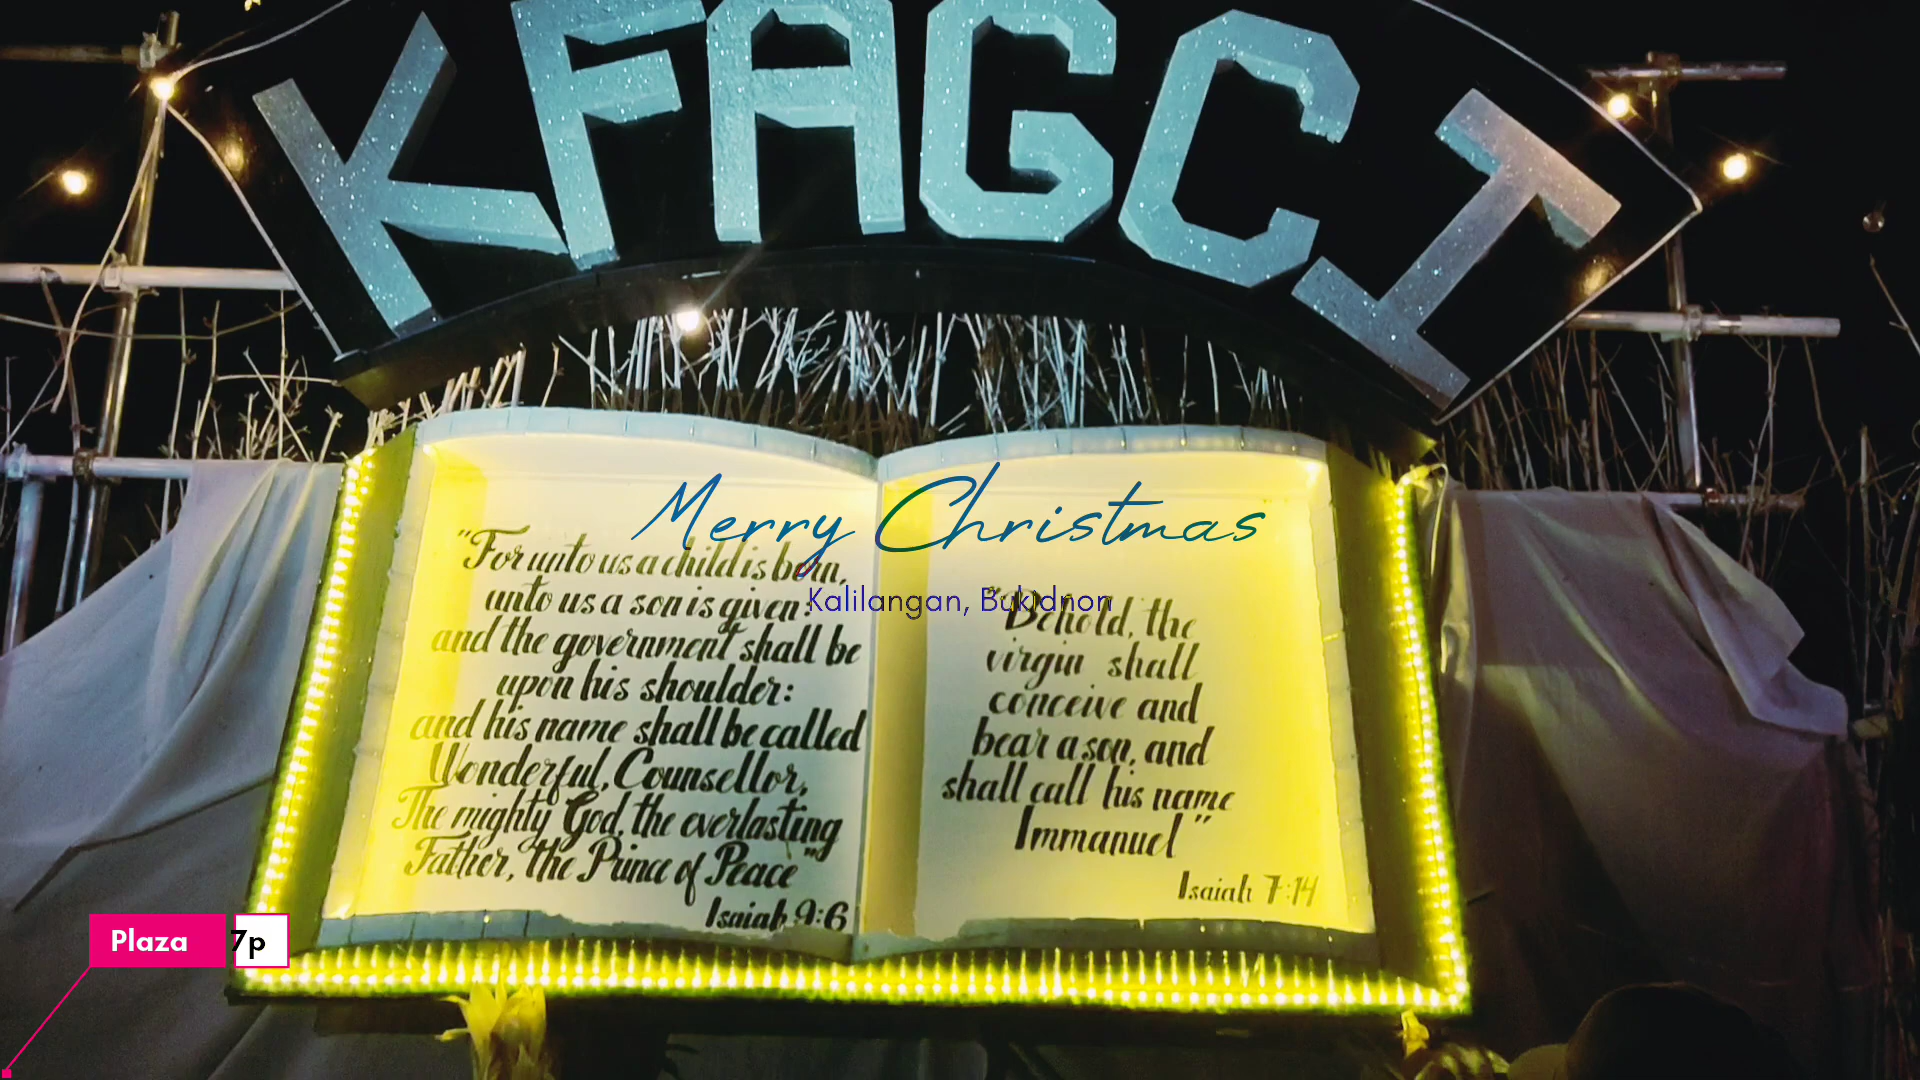 KFAGCI
Merry Christmas
Kalilangan, Bukidnon
"For unto us a child is born,
unto us a son is given:
and the government shall be
upon his shoulder:
and his name shall be called
Wonderful, Counsellor,
The mighty God, the everlasting
Father, the Prince of Peace"
Isaiah 9:6
"Behold, the
virgin shall
conceive and
bear a son, and
shall call his name
Immanuel"
Isaiah 7:14
Plaza 7p